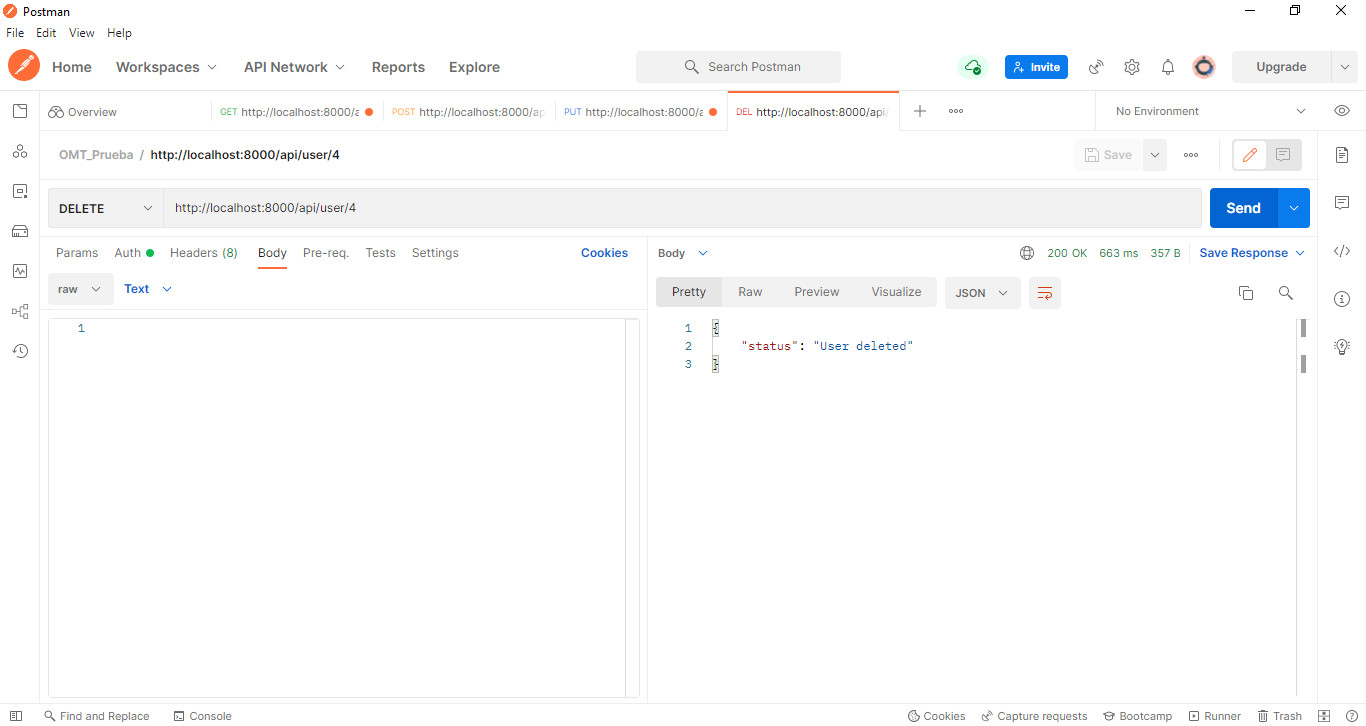 Postman
File Edit View Help
Home Workspaces API Network Reports Explore Search Postman Invite Upgrade
Overview GET http://localhost:8000/a POST http://localhost:8000/ap PUT http://localhost:8000/a DEL http://localhost:8000/api/ No Environment
OMT_Prueba / http://localhost:8000/api/user/4 Save
DELETE http://localhost:8000/api/user/4 Send
Params Auth Headers (8) Body Pre-req. Tests Settings Cookies Body 200 OK 663 ms 357 B Save Response
raw Text Pretty Raw Preview Visualize JSON
1 1 {
2 "status": "User deleted"
3 }
Find and Replace Console Cookies Capture requests Bootcamp Runner Trash